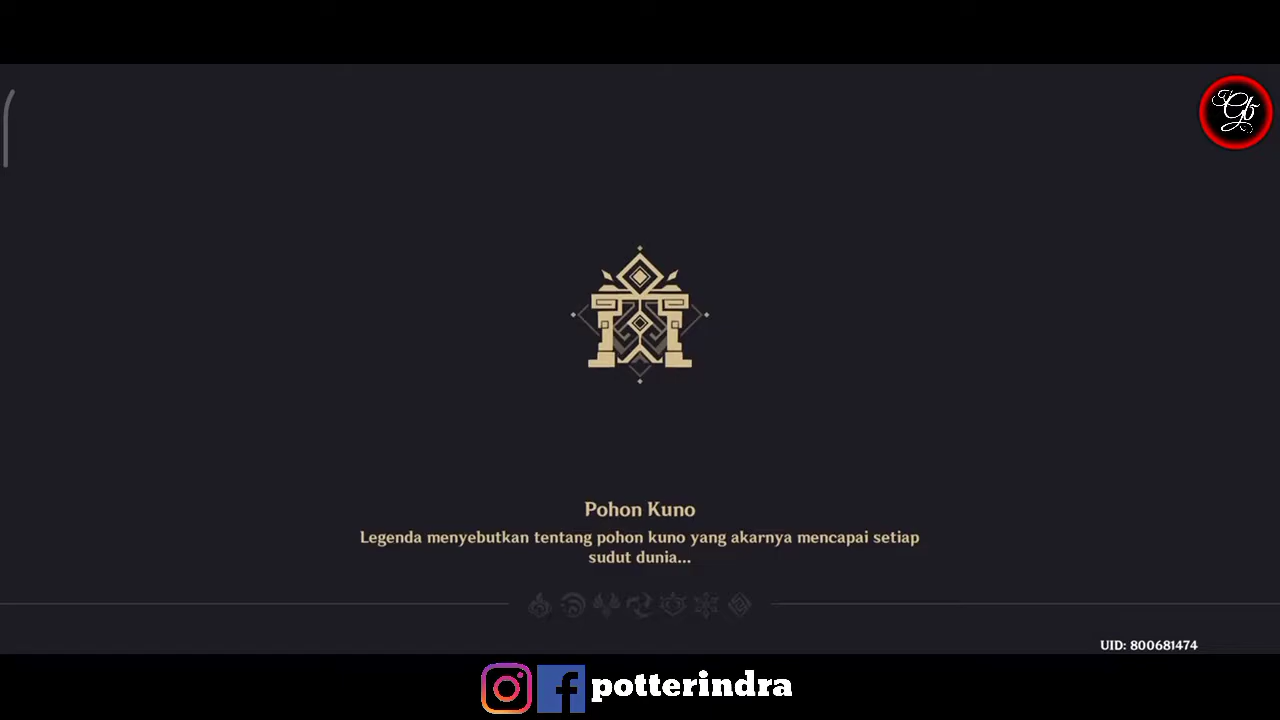 Pohon Kuno
Legenda menyebutkan tentang pohon kuno yang akarnya mencapai setiap
sudut dunia...
UID: 800681474
potterindra